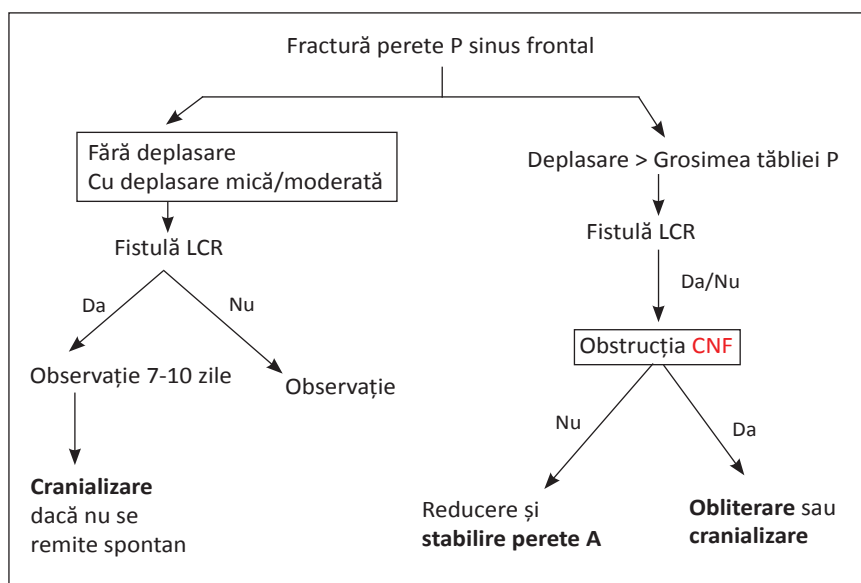 Fractură perete P sinus frontal
Fără deplasare
Cu deplasare mică/moderată
Deplasare > Grosimea tăbliei P
Fistulă LCR
Fistulă LCR
Da
Nu
Da/Nu
Observație 7-10 zile
Observație
Obstrucția CNF
Nu
Da
Cranializare
dacă nu se
remite spontan
Reducere și
stabilire perete A
Obliterare sau
cranializare